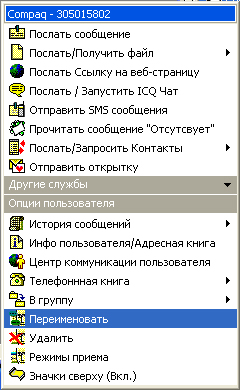 Compaq - 305015802
Послать сообщение
Послать/Получить файл
Послать Ссылку на веб-страницу
Послать / Запустить ICQ Чат
Отправить SMS сообщения
Прочитать сообщение "Отсутсвует"
Послать/Запросить Контакты
Отправить открытку
Другие службы
Опции пользователя
История сообщений
Инфо пользователя/Адресная книга
Центр коммуникации пользователя
Телефоннная книга
В группу
Переименовать
Удалить
Режимы приема
Значки сверху (Вкл.)